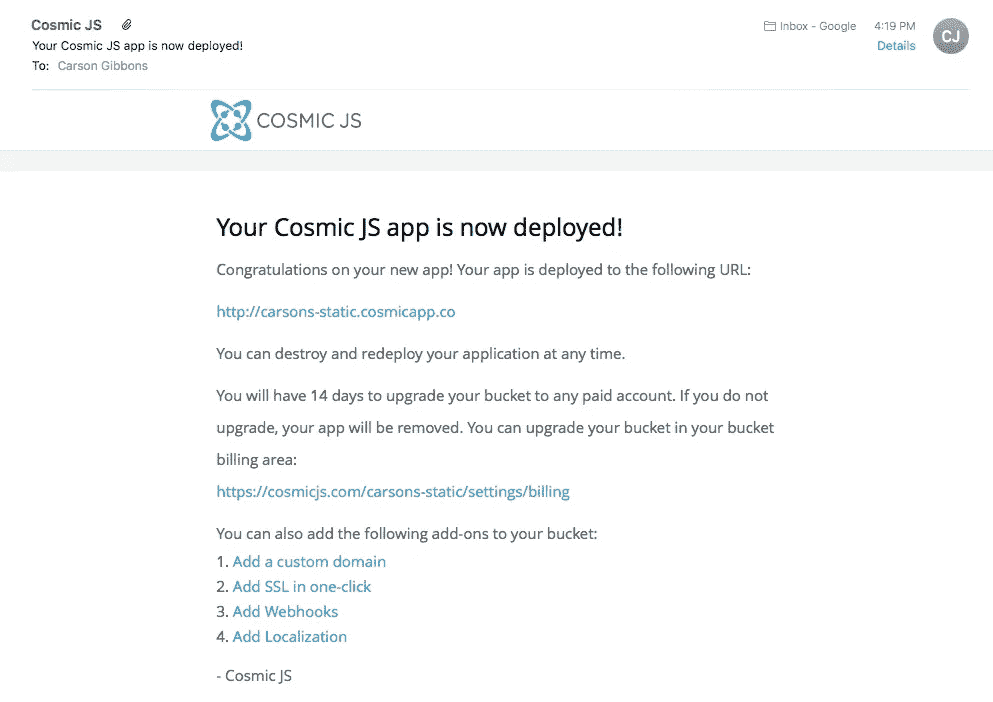 Cosmic JS
Inbox - Google 4:19 PM
CJ
Your Cosmic JS app is now deployed!
Details
To: Carson Gibbons
COSMIC JS
Your Cosmic JS app is now deployed!
Congratulations on your new app! Your app is deployed to the following URL:
http://carsons-static.cosmicapp.co
You can destroy and redeploy your application at any time.
You will have 14 days to upgrade your bucket to any paid account. If you do not
upgrade, your app will be removed. You can upgrade your bucket in your bucket
billing area:
https://cosmicjs.com/carsons-static/settings/billing
You can also add the following add-ons to your bucket:
1. Add a custom domain
2. Add SSL in one-click
3. Add Webhooks
4. Add Localization
- Cosmic JS